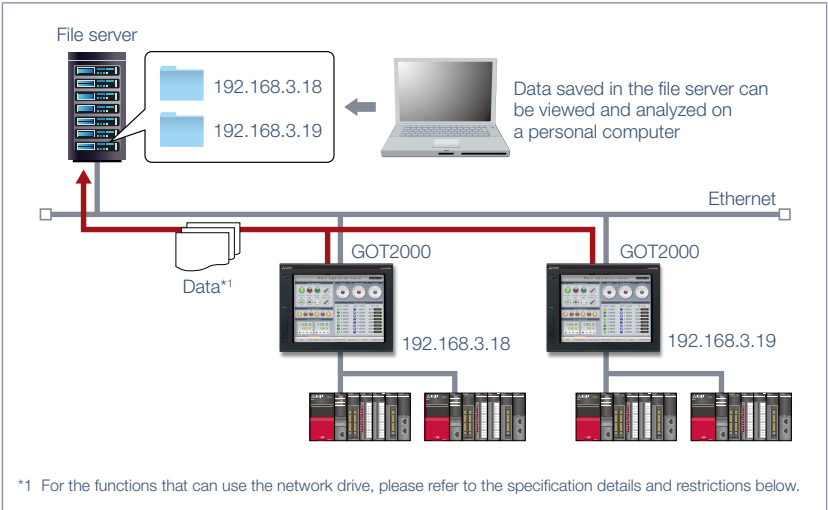 File server
192.168.3.18
192.168.3.19
Data saved in the file server can
be viewed and analyzed on
a personal computer
Ethernet
Data*1
GOT2000
GOT2000
192.168.3.18
192.168.3.19
*1 For the functions that can use the network drive, please refer to the specification details and restrictions below.